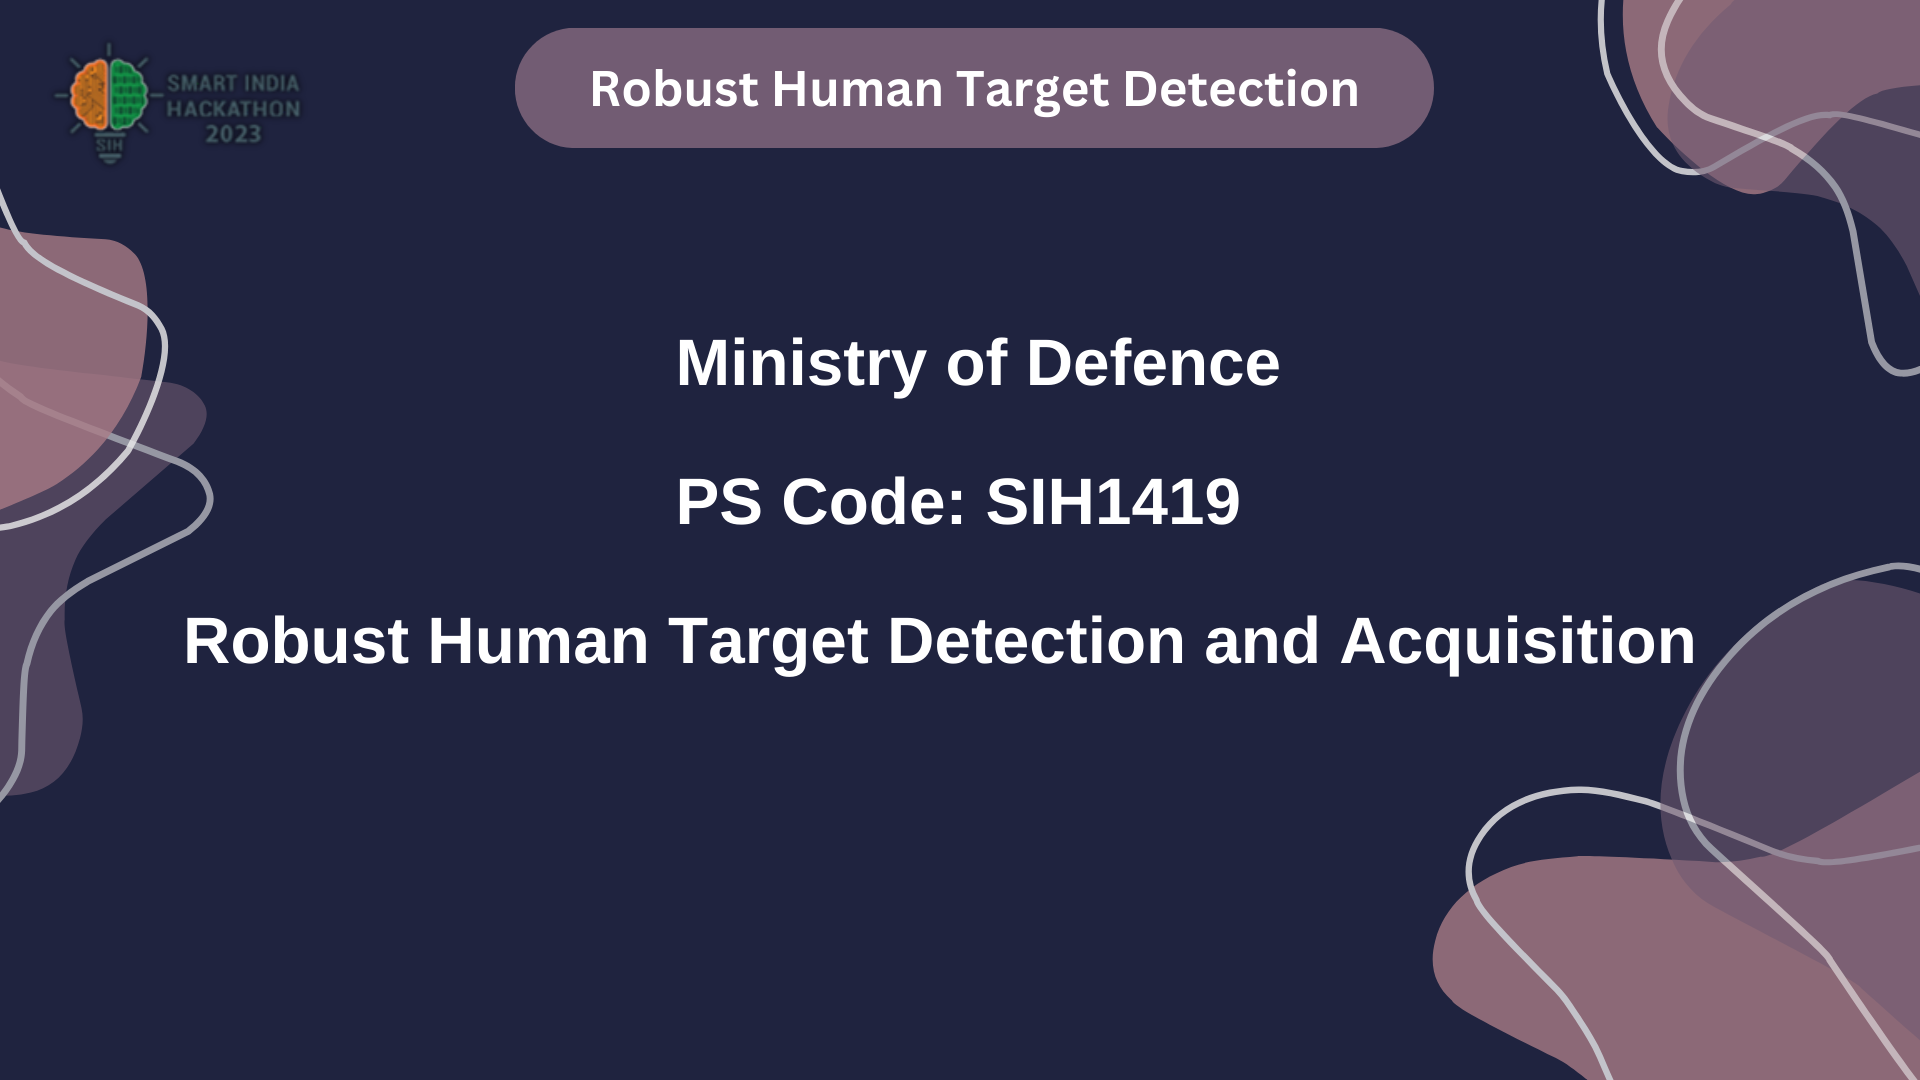 SMART INDIA
HACKATHON
2023
SIH
Robust Human Target Detection
Ministry of Defence
PS Code: SIH1419
Robust Human Target Detection and Acquisition